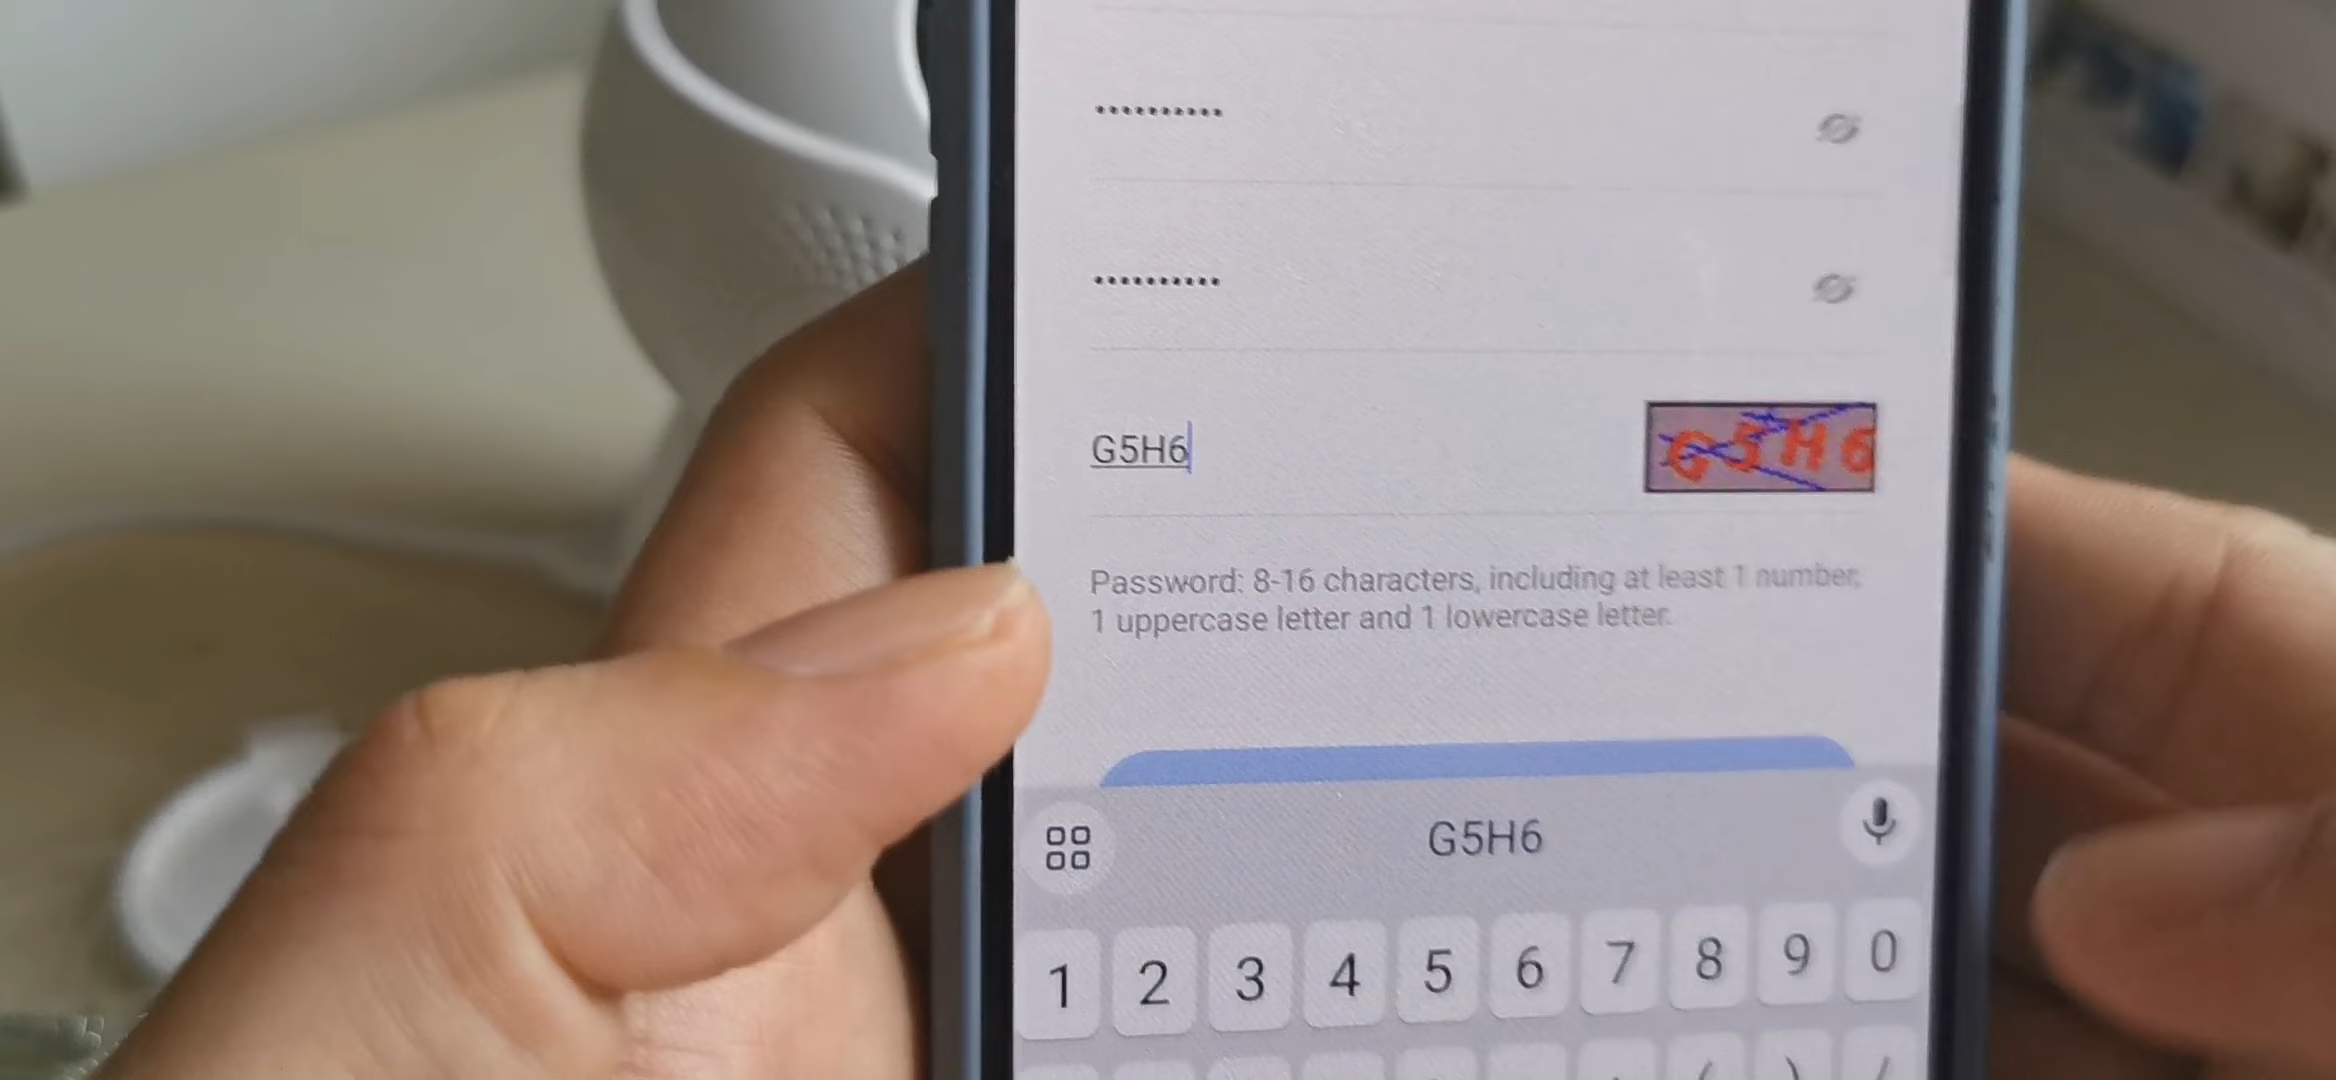 ••••••••••
••••••••••
G5H6
G5H6
Password: 8-16 characters, including at least 1 number,
1 uppercase letter and 1 lowercase letter.
G5H6
1 2 3 4 5 6 7 8 9 0